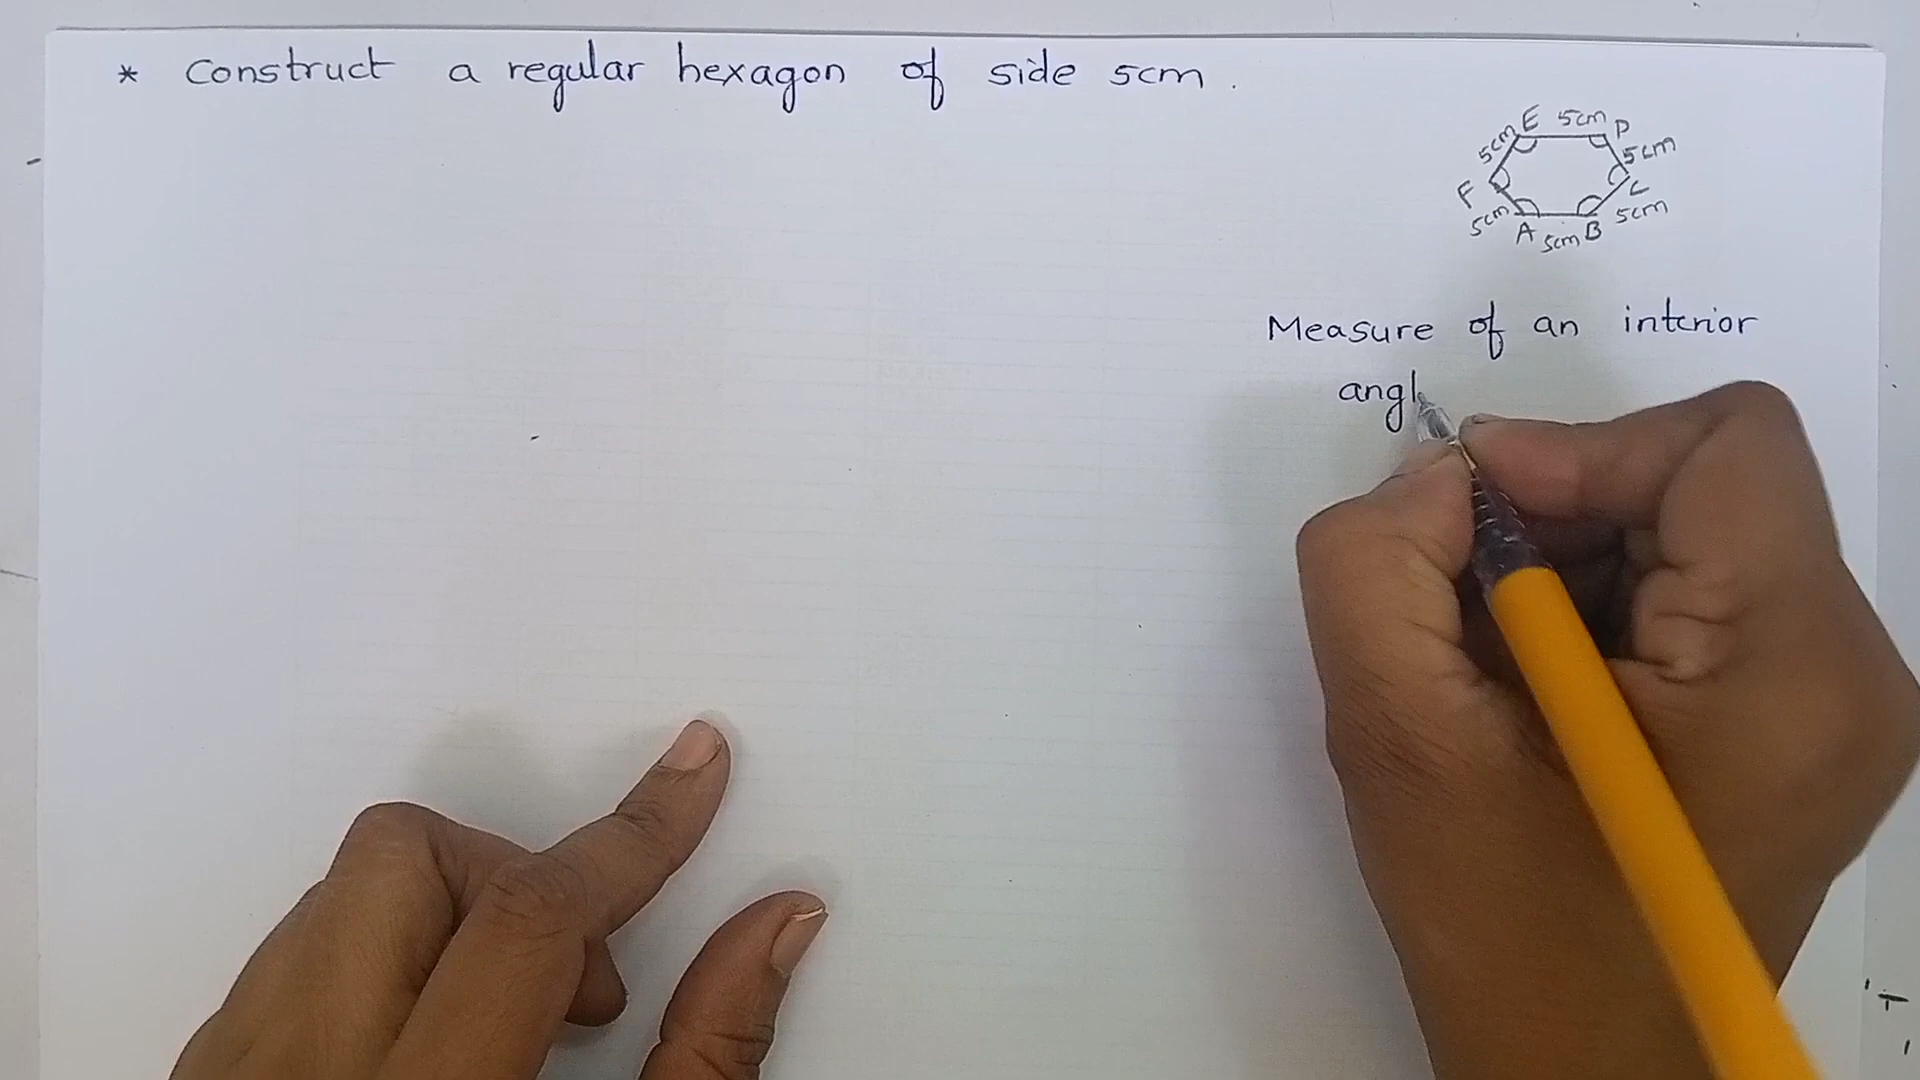 * Construct a regular hexagon of side 5cm.
E 5cm D
5cm 5cm
F C
5cm 5cm
A 5cm B
Measure of an interior
angl